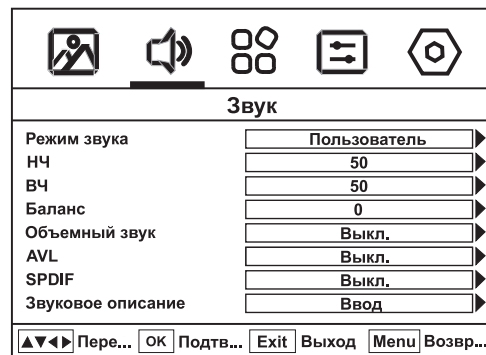 Звук
Режим звука Пользователь
НЧ 50
ВЧ 50
Баланс 0
Объемный звук Выкл.
AVL Выкл.
SPDIF Выкл.
Звуковое описание Ввод
Пере... OK Подтв... Exit Выход Menu Возвр...